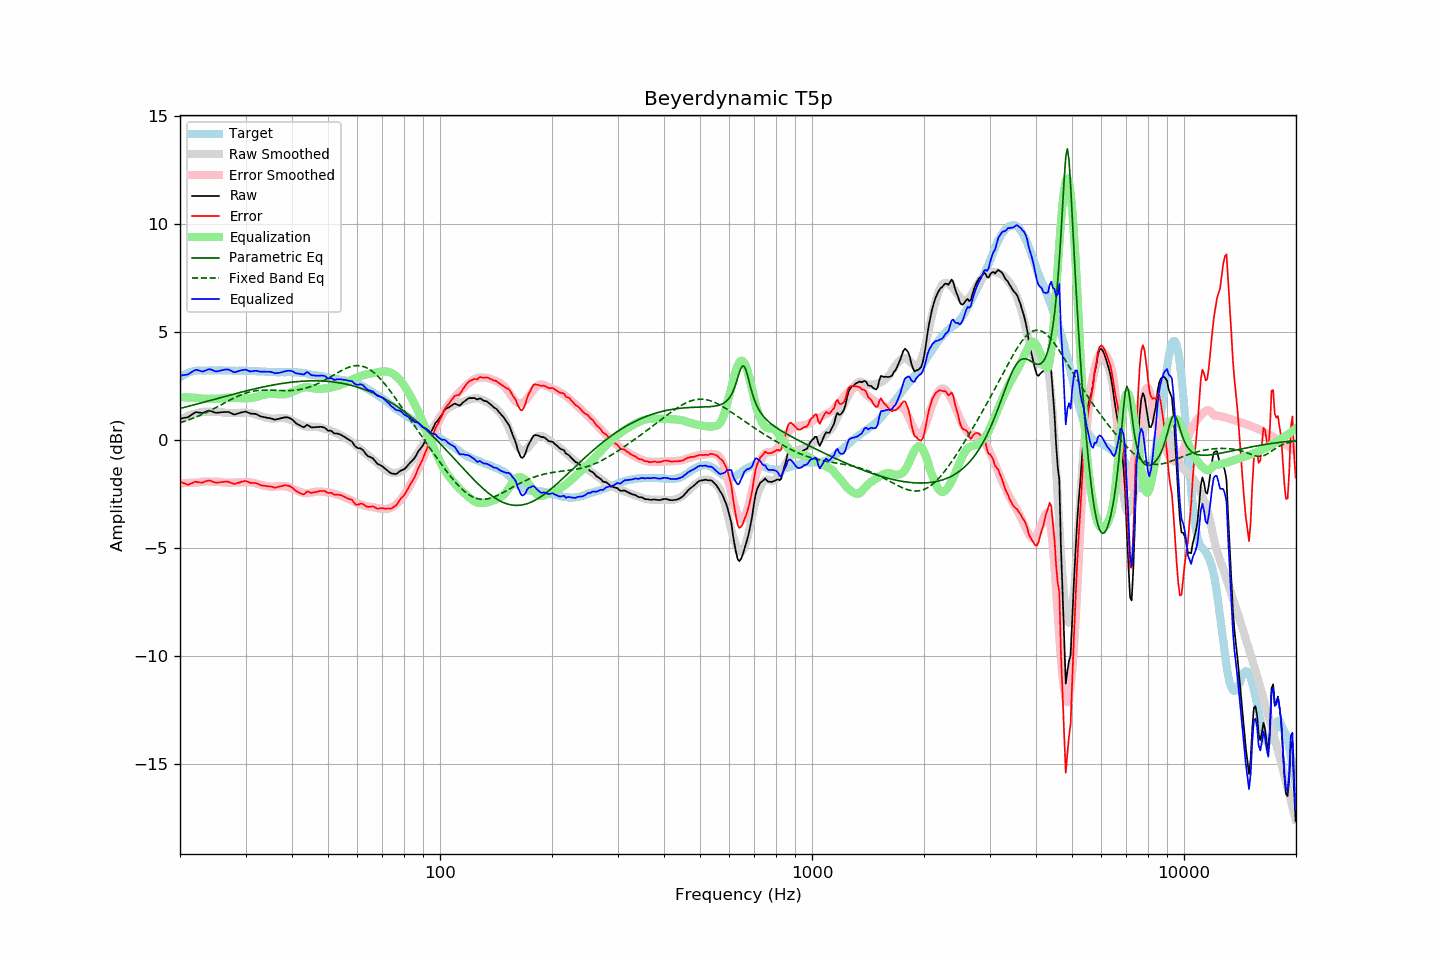 Beyerdynamic T5p
Target
Raw Smoothed
Error Smoothed
Raw
Error
Equalization
Parametric Eq
Fixed Band Eq
Equalized
Amplitude (dBr)
15
10
5
0
−5
−10
−15
100
1000
10000
Frequency (Hz)